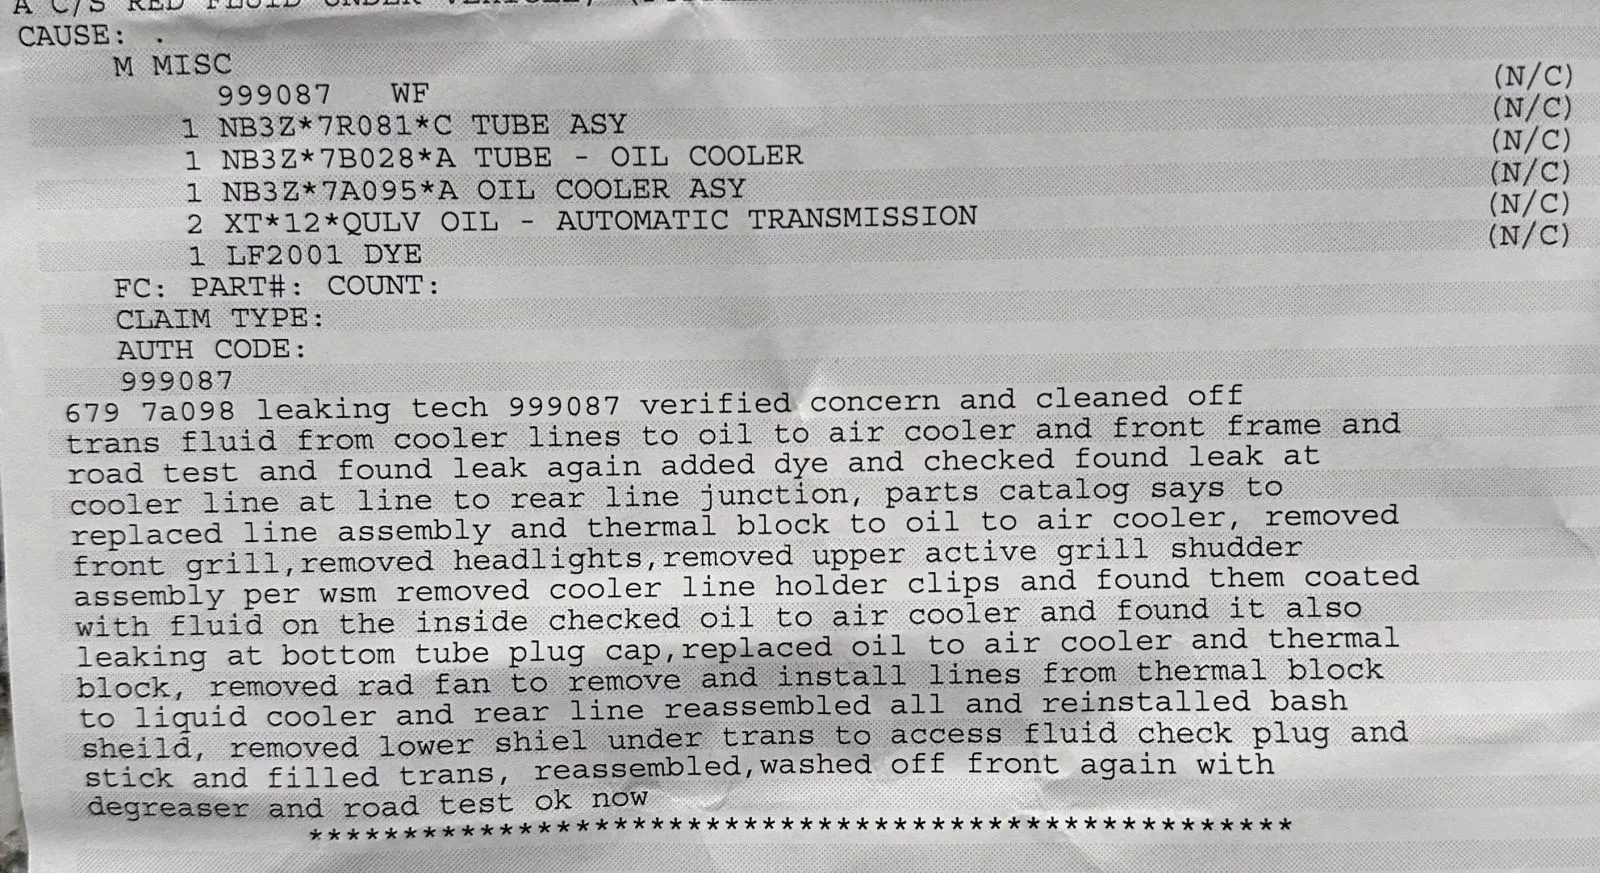 A C/S RED FLUID UNDER VEHICLE,
CAUSE: .
M MISC
999087 WF (N/C)
1 NB3Z*7R081*C TUBE ASY (N/C)
1 NB3Z*7B028*A TUBE - OIL COOLER (N/C)
1 NB3Z*7A095*A OIL COOLER ASY (N/C)
2 XT*12*QULV OIL - AUTOMATIC TRANSMISSION (N/C)
1 LF2001 DYE (N/C)
FC: PART#: COUNT:
CLAIM TYPE:
AUTH CODE:
999087
679 7a098 leaking tech 999087 verified concern and cleaned off
trans fluid from cooler lines to oil to air cooler and front frame and
road test and found leak again added dye and checked found leak at
cooler line at line to rear line junction, parts catalog says to
replaced line assembly and thermal block to oil to air cooler, removed
front grill,removed headlights,removed upper active grill shudder
assembly per wsm removed cooler line holder clips and found them coated
with fluid on the inside checked oil to air cooler and found it also
leaking at bottom tube plug cap,replaced oil to air cooler and thermal
block, removed rad fan to remove and install lines from thermal block
to liquid cooler and rear line reassembled all and reinstalled bash
sheild, removed lower shiel under trans to access fluid check plug and
stick and filled trans, reassembled,washed off front again with
degreaser and road test ok now
***************************************************